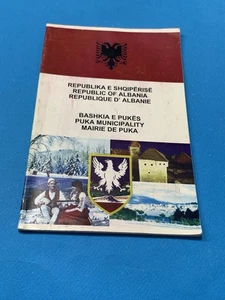 REPUBLIKA E SHQIPËRISË
REPUBLIC OF ALBANIA
REPUBLIQUE D' ALBANIE
BASHKIA E PUKËS
PUKA MUNICIPALITY
MAIRIE DE PUKA